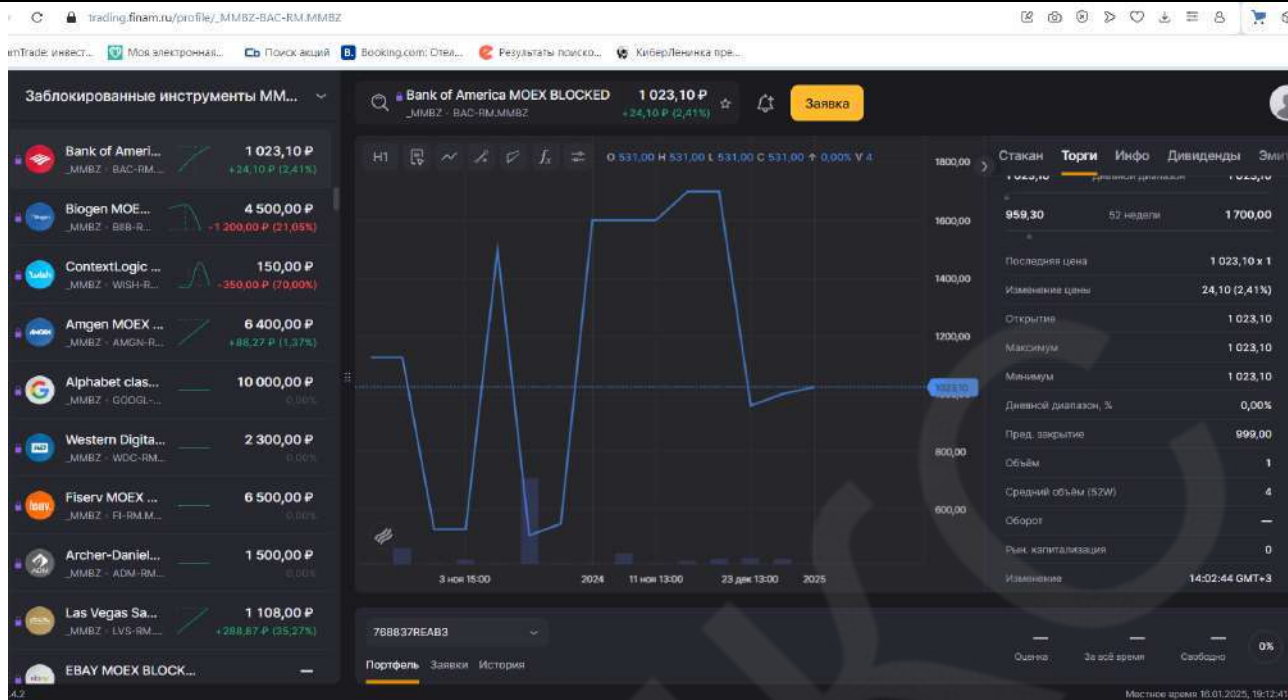 trading.finam.ru/profile/_MMBZ-BAC-RM.MMBZ
Моя электронная...
Поиск акций
Booking.com: Отел...
Результаты поиско...
КиберЛенинка пре...
Заблокированные инструменты MM...
Bank of Ameri... 1 023,10 ₽
_MMBZ · BAC-RM.... +24,10 ₽ (2,41%)
Biogen MOE... 4 500,00 ₽
_MMBZ · BIIB-R... -1 200,00 ₽ (21,05%)
ContextLogic ... 150,00 ₽
_MMBZ · WISH-R... -350,00 ₽ (70,00%)
Amgen MOEX ... 6 400,00 ₽
_MMBZ · AMGN-R... +88,27 ₽ (1,37%)
Alphabet clas... 10 000,00 ₽
_MMBZ · GOOGL-... 0,00%
Western Digita... 2 300,00 ₽
_MMBZ · WDC-RM... 0,00%
Fiserv MOEX ... 6 500,00 ₽
_MMBZ · FI-RM.M... 0,00%
Archer-Daniel... 1 500,00 ₽
_MMBZ · ADM-RM... 0,00%
Las Vegas Sa... 1 108,00 ₽
_MMBZ · LVS-RM.... +288,87 ₽ (35,27%)
EBAY MOEX BLOCK... —
Bank of America MOEX BLOCKED 1 023,10 ₽
_MMBZ · BAC-RM.MMBZ +24,10 ₽ (2,41%)
Заявка
H1 O 531,00 H 531,00 L 531,00 C 531,00 0,00% V 4
1800,00
1600,00
1400,00
1200,00
1023,10
800,00
600,00
3 ноя 15:00 2024 11 ноя 13:00 23 дек 13:00 2025
768837REAB3
Портфель Заявки История
Стакан Торги Инфо Дивиденды
1 023,10 Дневной диапазон 1 023,10
959,30 52 недели 1 700,00
Последняя цена 1 023,10 x 1
Изменение цены 24,10 (2,41%)
Открытие 1 023,10
Максимум 1 023,10
Минимум 1 023,10
Дневной диапазон, % 0,00%
Пред. закрытие 999,00
Объём 1
Средний объём (52W) 4
Оборот —
Рын. капитализация 0
Изменение 14:02:44 GMT+3
— — — 0%
Оценка За всё время Свободно
Местное время 16.01.2025, 19:12:41